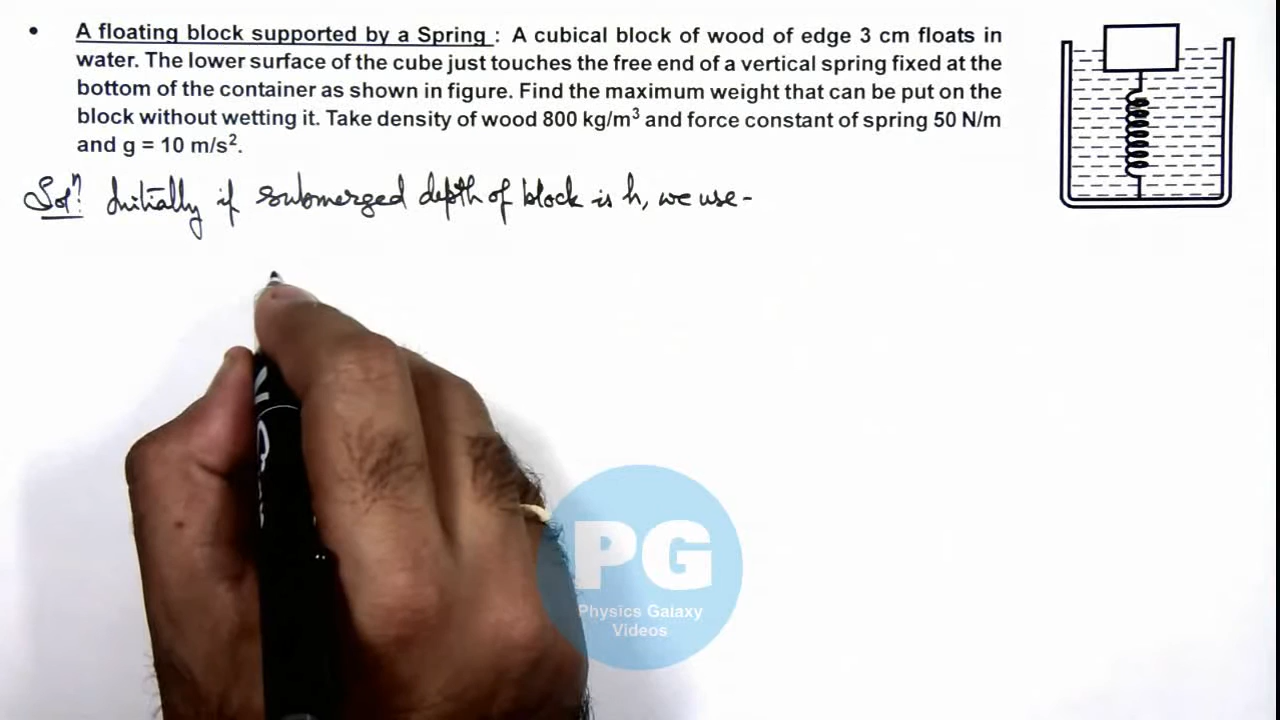 • A floating block supported by a Spring : A cubical block of wood of edge 3 cm floats in
water. The lower surface of the cube just touches the free end of a vertical spring fixed at the
bottom of the container as shown in figure. Find the maximum weight that can be put on the
block without wetting it. Take density of wood 800 kg/m³ and force constant of spring 50 N/m
and g = 10 m/s².
Solⁿ. Initially if submerged depth of block is h, we use -
PG
Physics Galaxy
Videos